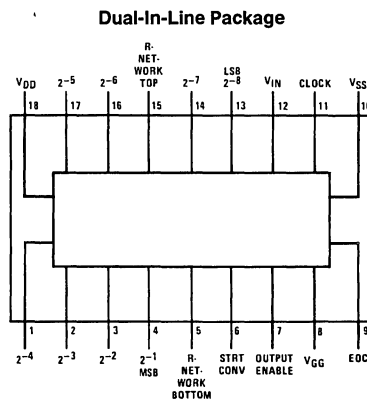 Dual-In-Line Package
R-
NET-
WORK
TOP
LSB
VDD 2-5 2-6 2-7 2-8 VIN CLOCK VSS
18 17 16 15 14 13 12 11 10
1 2 3 4 5 6 7 8 9
2-4 2-3 2-2 2-1 R- STRT OUTPUT VGG EOC
MSB NET- CONV ENABLE
WORK
BOTTOM